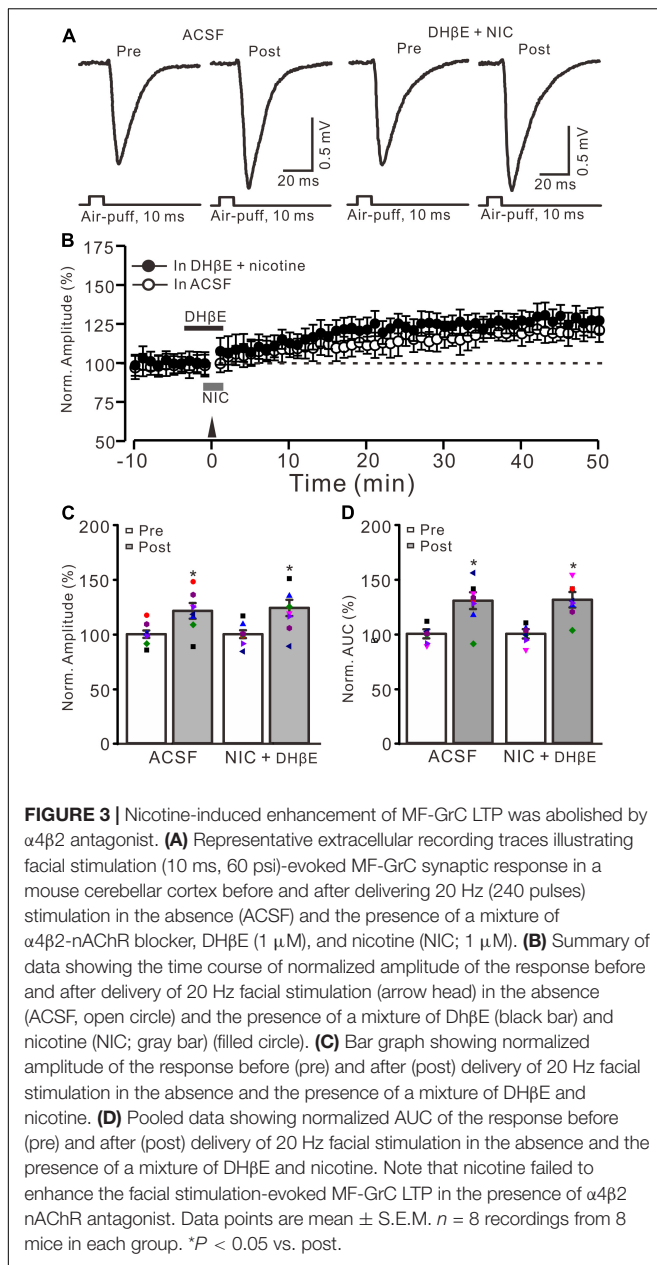 A
ACSF
DHβE + NIC
Pre
Post
Pre
Post
0.5 mV
20 ms
0.5 mV
20 ms
Air-puff, 10 ms
Air-puff, 10 ms
Air-puff, 10 ms
Air-puff, 10 ms
B
Norm. Amplitude (%)
175
150
125
100
75
50
In DHβE + nicotine
In ACSF
DHβE
NIC
-10
0
10
20
30
40
50
Time (min)
C
Norm. Amplitude (%)
200
150
100
50
0
Pre
Post
*
*
ACSF
NIC + DHβE
D
Norm. AUC (%)
200
150
100
50
0
Pre
Post
*
*
ACSF
NIC + DHβE
FIGURE 3 | Nicotine-induced enhancement of MF-GrC LTP was abolished by
α4β2 antagonist. (A) Representative extracellular recording traces illustrating
facial stimulation (10 ms, 60 psi)-evoked MF-GrC synaptic response in a
mouse cerebellar cortex before and after delivering 20 Hz (240 pulses)
stimulation in the absence (ACSF) and the presence of a mixture of
α4β2-nAChR blocker, DHβE (1 μM), and nicotine (NIC; 1 μM). (B) Summary of
data showing the time course of normalized amplitude of the response before
and after delivery of 20 Hz facial stimulation (arrow head) in the absence
(ACSF, open circle) and the presence of a mixture of DhβE (black bar) and
nicotine (NIC; gray bar) (filled circle). (C) Bar graph showing normalized
amplitude of the response before (pre) and after (post) delivery of 20 Hz facial
stimulation in the absence and the presence of a mixture of DHβE and
nicotine. (D) Pooled data showing normalized AUC of the response before
(pre) and after (post) delivery of 20 Hz facial stimulation in the absence and the
presence of a mixture of DHβE and nicotine. Note that nicotine failed to
enhance the facial stimulation-evoked MF-GrC LTP in the presence of α4β2
nAChR antagonist. Data points are mean ± S.E.M. n = 8 recordings from 8
mice in each group. *P < 0.05 vs. post.